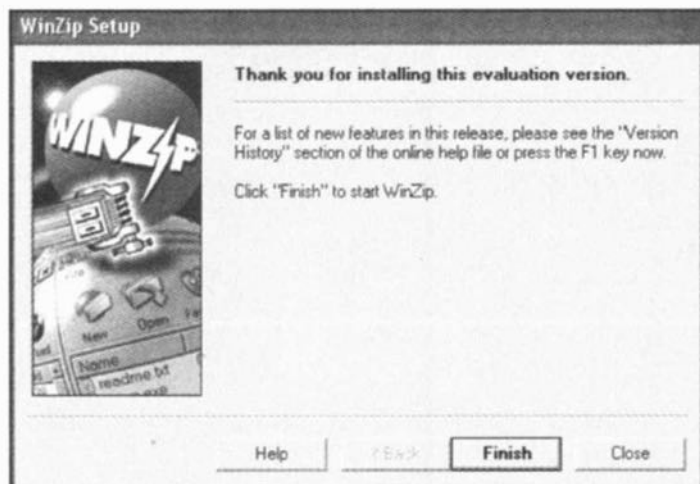 WinZip Setup
WINZIP
Thank you for installing this evaluation version.
For a list of new features in this release, please see the "Version
History" section of the online help file or press the F1 key now.
Click "Finish" to start WinZip.
New
Open
Name
readme.txt
.exe
Help
< Back
Finish
Close